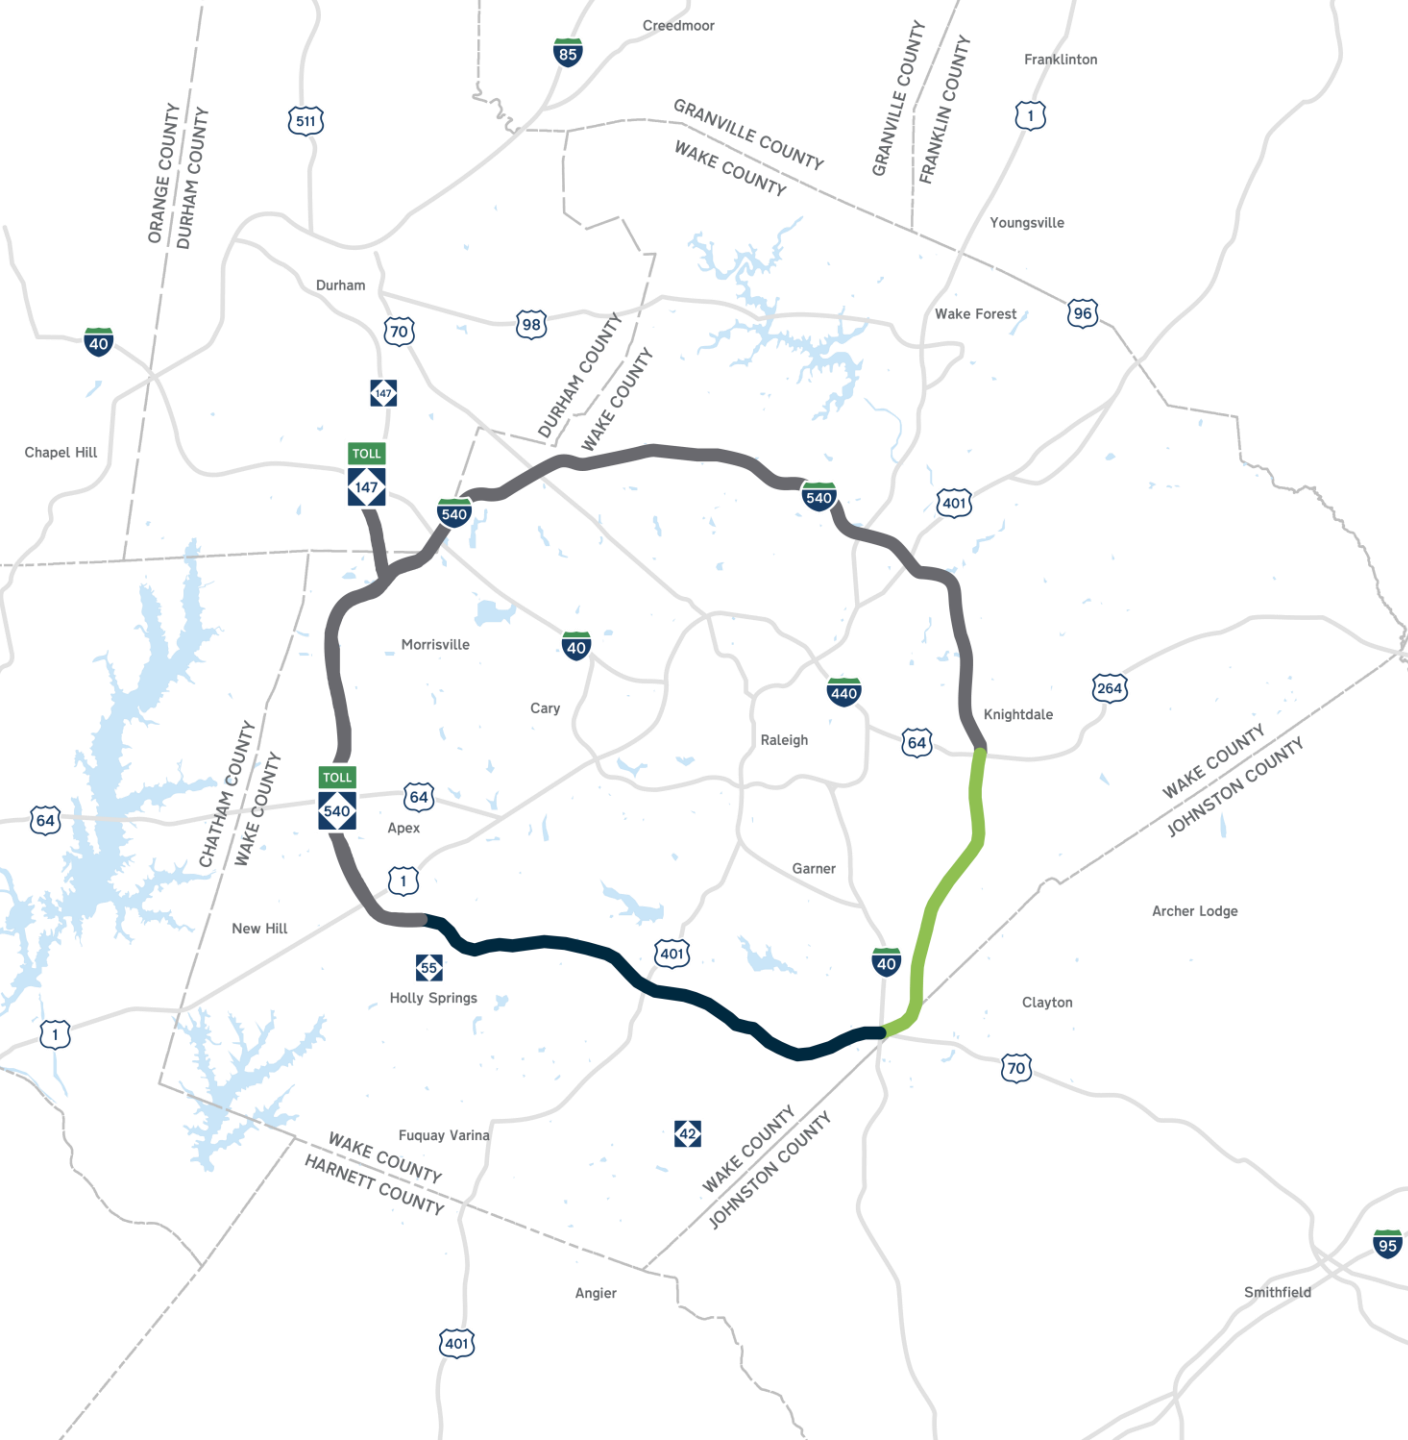 Creedmoor
85
Franklinton
511
1
GRANVILLE COUNTY
WAKE COUNTY
GRANVILLE COUNTY
FRANKLIN COUNTY
ORANGE COUNTY
DURHAM COUNTY
Youngsville
Durham
70
98
Wake Forest
96
40
147
DURHAM COUNTY
WAKE COUNTY
Chapel Hill
TOLL
147
540
540
401
Morrisville
40
264
440
Cary
Knightdale
Raleigh
64
CHATHAM COUNTY
WAKE COUNTY
WAKE COUNTY
JOHNSTON COUNTY
TOLL
540
64
64
Apex
Garner
1
Archer Lodge
New Hill
401
40
55
Holly Springs
Clayton
1
70
Fuquay Varina
42
WAKE COUNTY
HARNETT COUNTY
WAKE COUNTY
JOHNSTON COUNTY
95
Angier
Smithfield
401